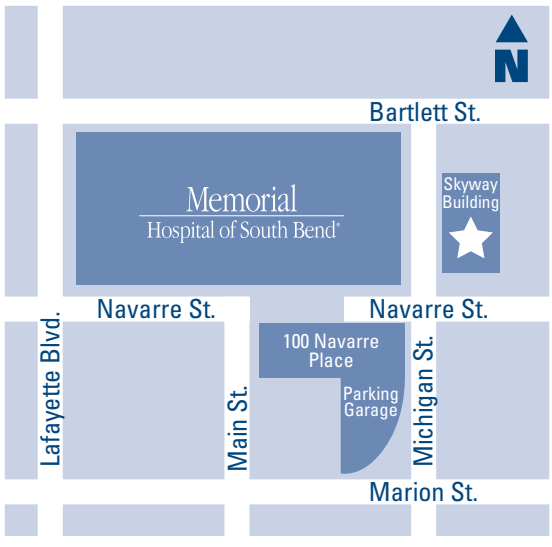 N
Bartlett St.
Skyway
Building
Memorial
Hospital of South Bend®
Navarre St.
Navarre St.
100 Navarre
Place
Parking
Garage
Lafayette Blvd.
Main St.
Michigan St.
Marion St.